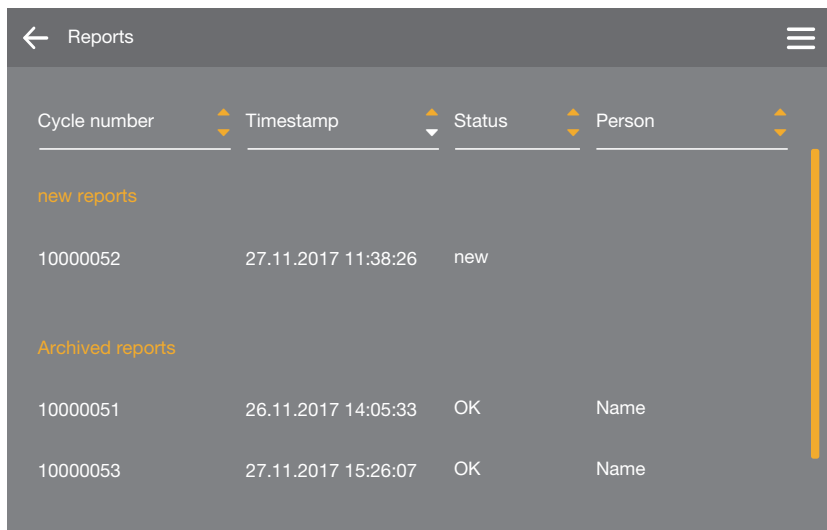 Reports
Cycle number Timestamp Status Person
new reports
10000052 27.11.2017 11:38:26 new
Archived reports
10000051 26.11.2017 14:05:33 OK Name
10000053 27.11.2017 15:26:07 OK Name